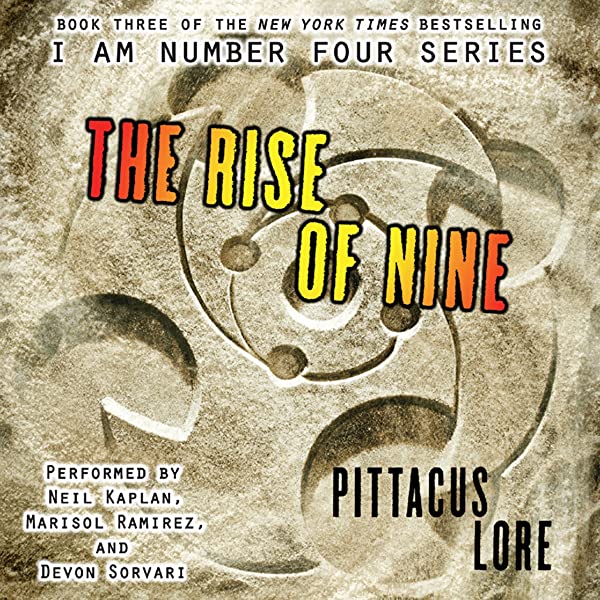 BOOK THREE OF THE NEW YORK TIMES BESTSELLING
I AM NUMBER FOUR SERIES
THE RISE
OF NINE
PERFORMED BY
NEIL KAPLAN,
MARISOL RAMIREZ,
AND
DEVON SORVARI
PITTACUS
LORE